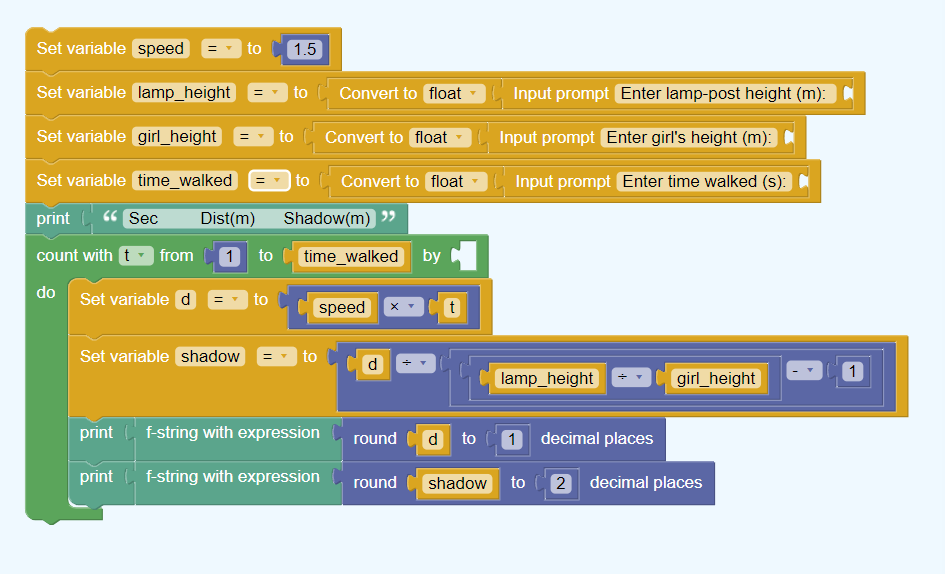 Set variable speed = to 1.5
Set variable lamp_height = to Convert to float Input prompt Enter lamp-post height (m):
Set variable girl_height = to Convert to float Input prompt Enter girl's height (m):
Set variable time_walked = to Convert to float Input prompt Enter time walked (s):
print “ Sec Dist(m) Shadow(m) ”
count with t from 1 to time_walked by
do Set variable d = to speed × t
Set variable shadow = to d ÷ lamp_height ÷ girl_height - 1
print f-string with expression round d to 1 decimal places
print f-string with expression round shadow to 2 decimal places